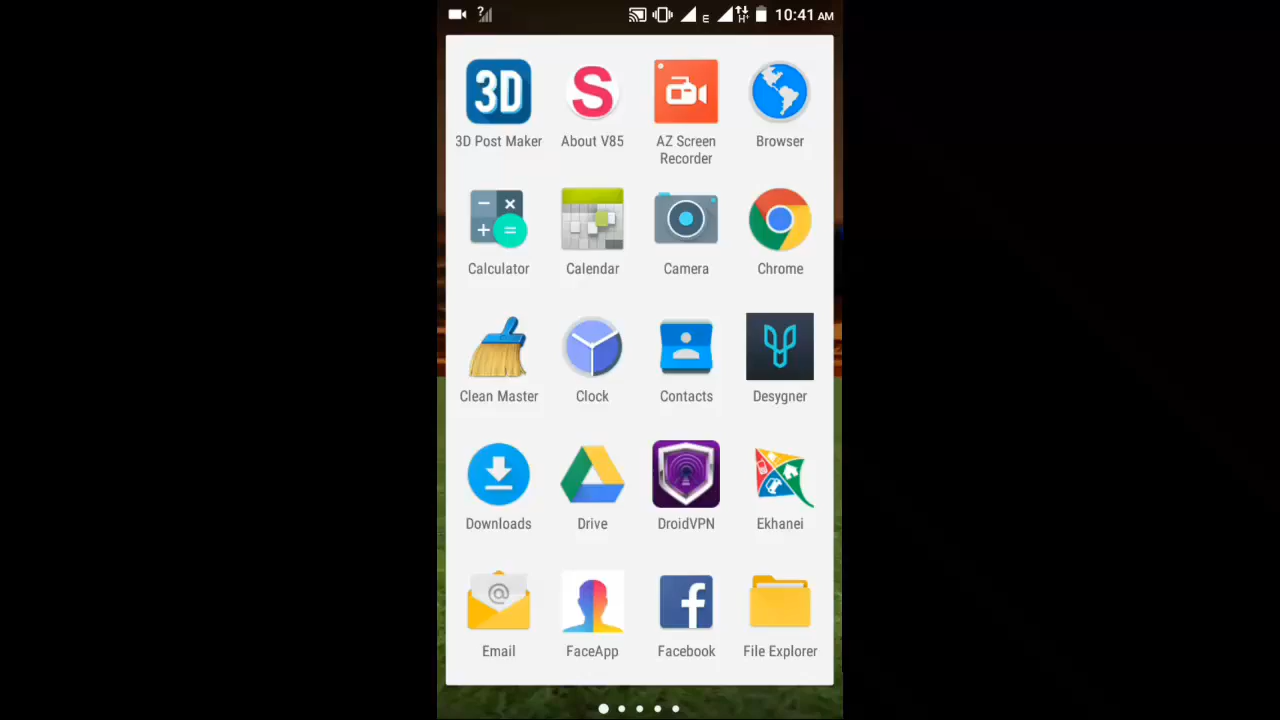 ? E H+ 10:41 AM
3D
S
3D Post Maker About V85 AZ Screen Browser
Recorder
Calculator Calendar Camera Chrome
Clean Master Clock Contacts Desygner
Downloads Drive DroidVPN Ekhanei
@ f
Email FaceApp Facebook File Explorer